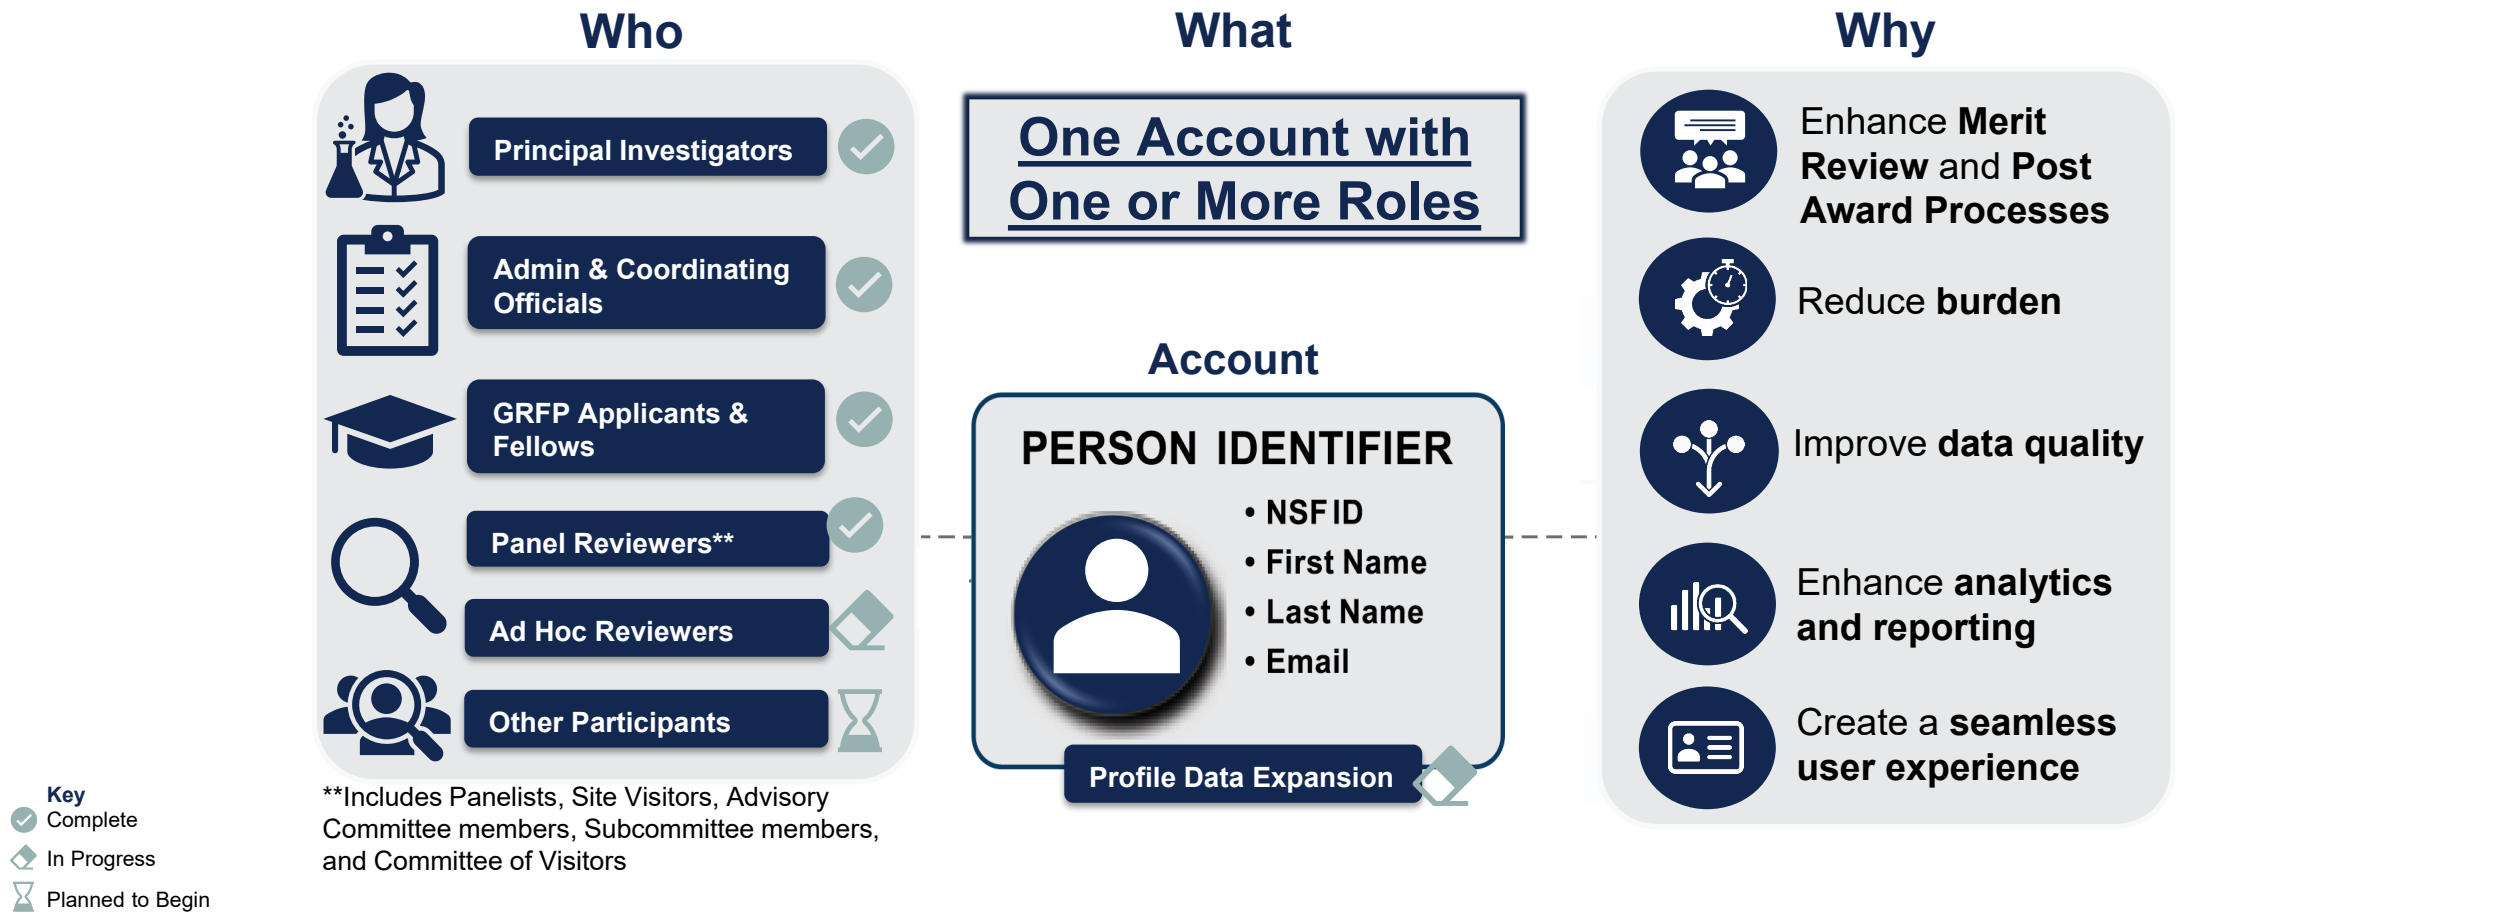 Who
Principal Investigators
Admin & Coordinating
Officials
GRFP Applicants &
Fellows
Panel Reviewers**
Ad Hoc Reviewers
Other Participants
**Includes Panelists, Site Visitors, Advisory
Committee members, Subcommittee members,
and Committee of Visitors
Key
Complete
In Progress
Planned to Begin
What
One Account with
One or More Roles
Account
PERSON IDENTIFIER
• NSF ID
• First Name
• Last Name
• Email
Profile Data Expansion
Why
Enhance Merit
Review and Post
Award Processes
Reduce burden
Improve data quality
Enhance analytics
and reporting
Create a seamless
user experience